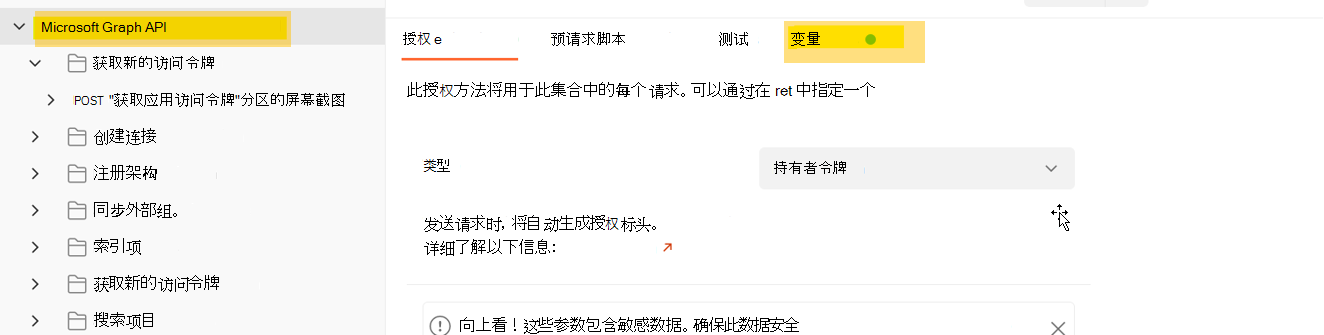 Microsoft Graph API
获取新的访问令牌
POST "获取应用访问令牌"分区的屏幕截图
创建连接
注册架构
同步外部组。
索引项
获取新的访问令牌
搜索项目
授权 e 预请求脚本 测试 变量
此授权方法将用于此集合中的每个请求。可以通过在 ret 中指定一个
类型 持有者令牌
发送请求时，将自动生成授权标头。
详细了解以下信息：
向上看！这些参数包含敏感数据。确保此数据安全